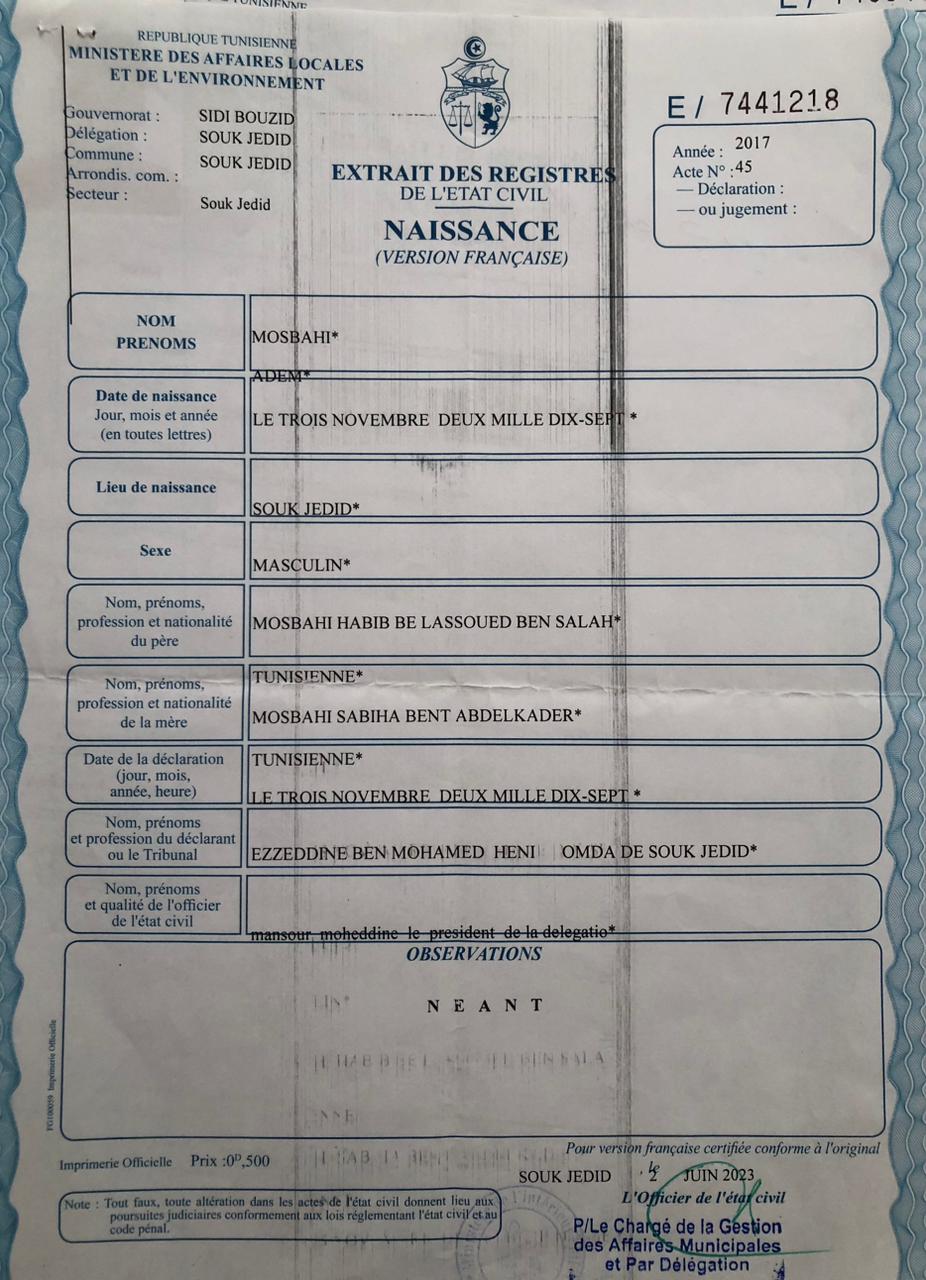 REPUBLIQUE TUNISIENNE
MINISTERE DES AFFAIRES LOCALES
ET DE L'ENVIRONNEMENT
Gouvernorat : SIDI BOUZID
Délégation : SOUK JEDID
Commune : SOUK JEDID
Arrondis. com. :
Secteur : Souk Jedid
E / 7441218
Année : 2017
Acte N° : 45
— Déclaration :
— ou jugement :
EXTRAIT DES REGISTRES
DE L'ETAT CIVIL
NAISSANCE
(VERSION FRANÇAISE)
NOM
PRENOMS
MOSBAHI*
ADEM*
Date de naissance
Jour, mois et année
(en toutes lettres)
LE TROIS NOVEMBRE DEUX MILLE DIX-SEPT *
Lieu de naissance
SOUK JEDID*
Sexe
MASCULIN*
Nom, prénoms,
profession et nationalité
du père
MOSBAHI HABIB BE LASSOUED BEN SALAH*
TUNISIENNE*
Nom, prénoms,
profession et nationalité
de la mère
MOSBAHI SABIHA BENT ABDELKADER*
TUNISIENNE*
Date de la déclaration
(jour, mois,
année, heure)
LE TROIS NOVEMBRE DEUX MILLE DIX-SEPT *
Nom, prénoms
et profession du déclarant
ou le Tribunal
EZZEDDINE BEN MOHAMED HENI OMDA DE SOUK JEDID*
Nom, prénoms
et qualité de l'officier
de l'état civil
mansour moheddine le president de la delegatio*
OBSERVATIONS
N E A N T
FG1000059 Imprimerie Officielle
Imprimerie Officielle Prix :0ᴰ,500
Pour version française certifiée conforme à l'original
SOUK JEDID , le 2 JUIN 2023
L'Officier de l'état civil
Note : Tout faux, toute altération dans les actes de l'état civil donnent lieu aux
poursuites judiciaires conformement aux lois réglementant l'état civil et au
code pénal.
P/Le Chargé de la Gestion
des Affaires Municipales
et Par Délégation